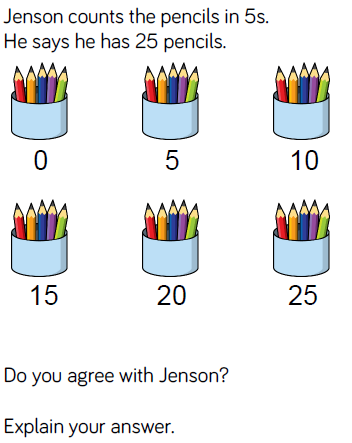 Jenson counts the pencils in 5s.
He says he has 25 pencils.
0 5 10
15 20 25
Do you agree with Jenson?
Explain your answer.